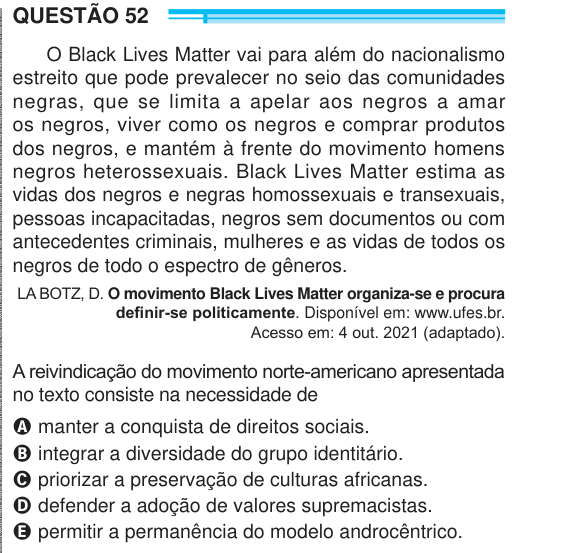 QUESTÃO 52
O Black Lives Matter vai para além do nacionalismo
estreito que pode prevalecer no seio das comunidades
negras, que se limita a apelar aos negros a amar
os negros, viver como os negros e comprar produtos
dos negros, e mantém à frente do movimento homens
negros heterossexuais. Black Lives Matter estima as
vidas dos negros e negras homossexuais e transexuais,
pessoas incapacitadas, negros sem documentos ou com
antecedentes criminais, mulheres e as vidas de todos os
negros de todo o espectro de gêneros.
LA BOTZ, D. O movimento Black Lives Matter organiza-se e procura
definir-se politicamente. Disponível em: www.ufes.br.
Acesso em: 4 out. 2021 (adaptado).
A reivindicação do movimento norte-americano apresentada
no texto consiste na necessidade de
A manter a conquista de direitos sociais.
B integrar a diversidade do grupo identitário.
C priorizar a preservação de culturas africanas.
D defender a adoção de valores supremacistas.
E permitir a permanência do modelo androcêntrico.